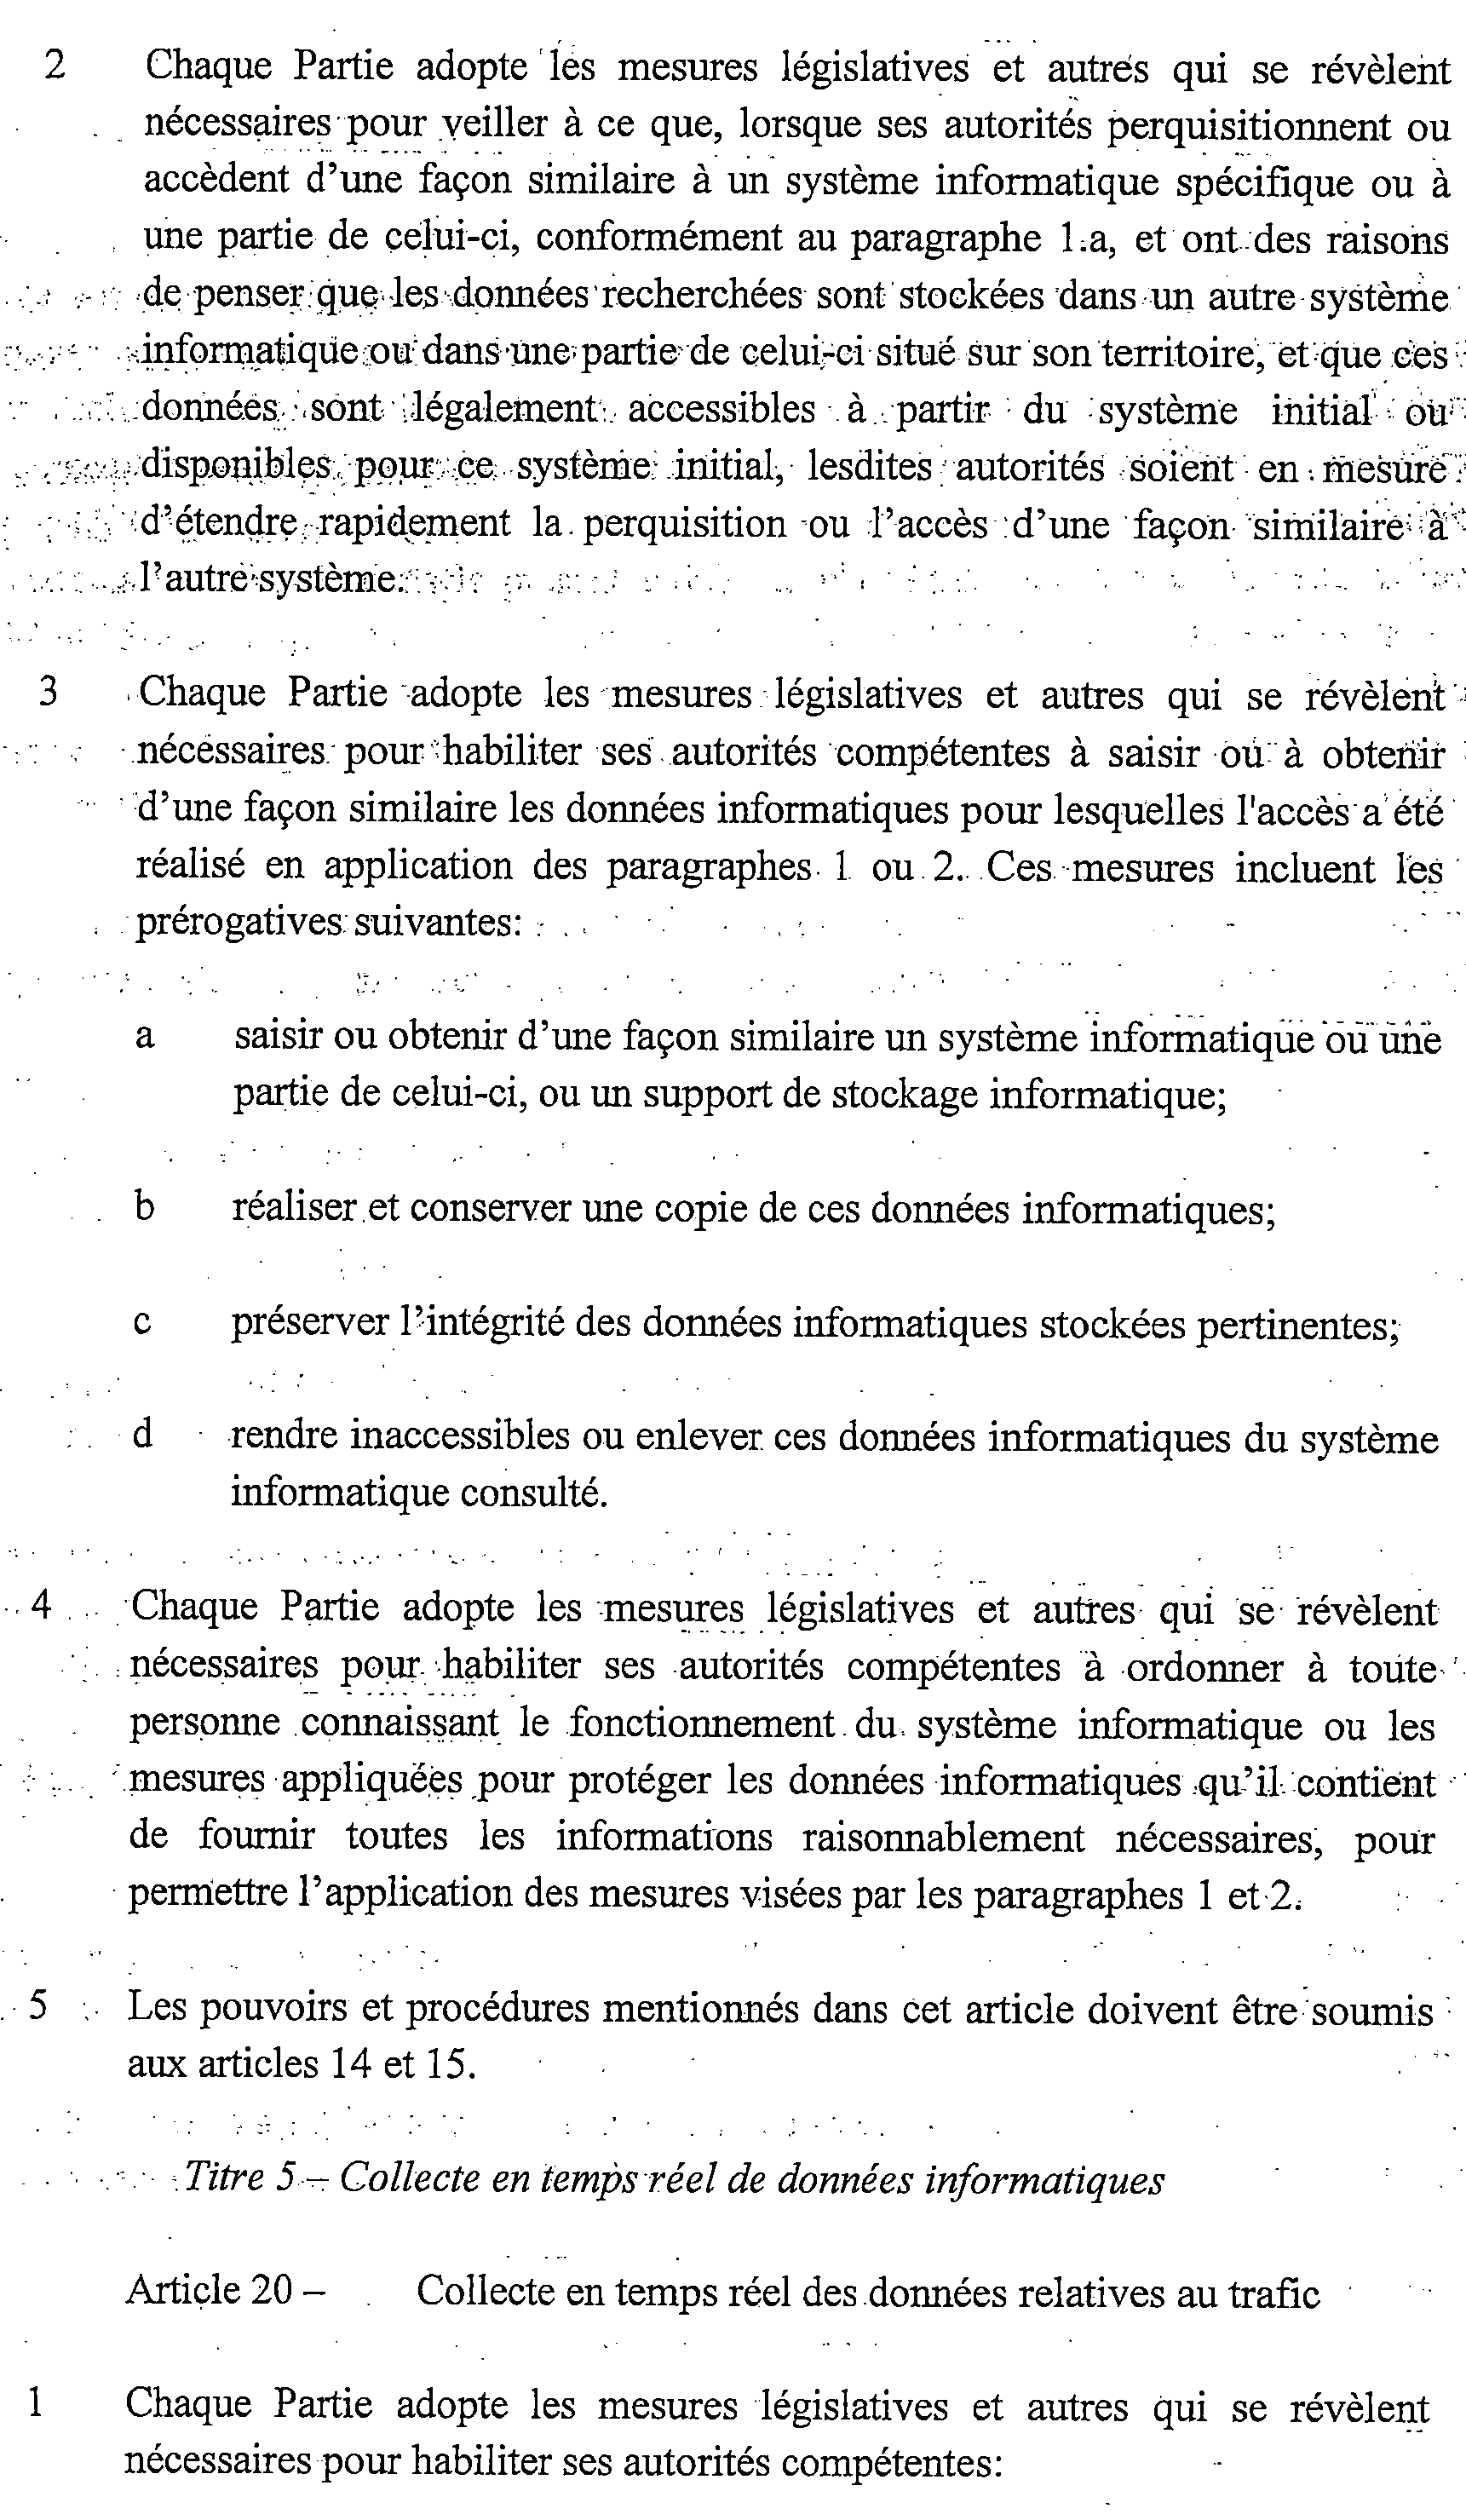 2 Chaque Partie adopte les mesures législatives et autres qui se révèlent
nécessaires pour veiller à ce que, lorsque ses autorités perquisitionnent ou
accèdent d’une façon similaire à un système informatique spécifique ou à
une partie de celui-ci, conformément au paragraphe 1.a, et ont des raisons
de penser que les données recherchées sont stockées dans un autre système
informatique ou dans une partie de celui-ci situé sur son territoire, et que ces
données sont légalement accessibles à partir du système initial ou
disponibles pour ce système initial, lesdites autorités soient en mesure
d’étendre rapidement la perquisition ou l’accès d’une façon similaire à
l’autre système.
3 Chaque Partie adopte les mesures législatives et autres qui se révèlent
nécessaires pour habiliter ses autorités compétentes à saisir ou à obtenir
d’une façon similaire les données informatiques pour lesquelles l'accès a été
réalisé en application des paragraphes 1 ou 2. Ces mesures incluent les
prérogatives suivantes:
a saisir ou obtenir d’une façon similaire un système informatique ou une
partie de celui-ci, ou un support de stockage informatique;
b réaliser et conserver une copie de ces données informatiques;
c préserver l’intégrité des données informatiques stockées pertinentes;
d rendre inaccessibles ou enlever ces données informatiques du système
informatique consulté.
4 Chaque Partie adopte les mesures législatives et autres qui se révèlent
nécessaires pour habiliter ses autorités compétentes à ordonner à toute
personne connaissant le fonctionnement du système informatique ou les
mesures appliquées pour protéger les données informatiques qu’il contient
de fournir toutes les informations raisonnablement nécessaires, pour
permettre l’application des mesures visées par les paragraphes 1 et 2.
5 Les pouvoirs et procédures mentionnés dans cet article doivent être soumis
aux articles 14 et 15.
Titre 5 – Collecte en temps réel de données informatiques
Article 20 – Collecte en temps réel des données relatives au trafic
1 Chaque Partie adopte les mesures législatives et autres qui se révèlent
nécessaires pour habiliter ses autorités compétentes: